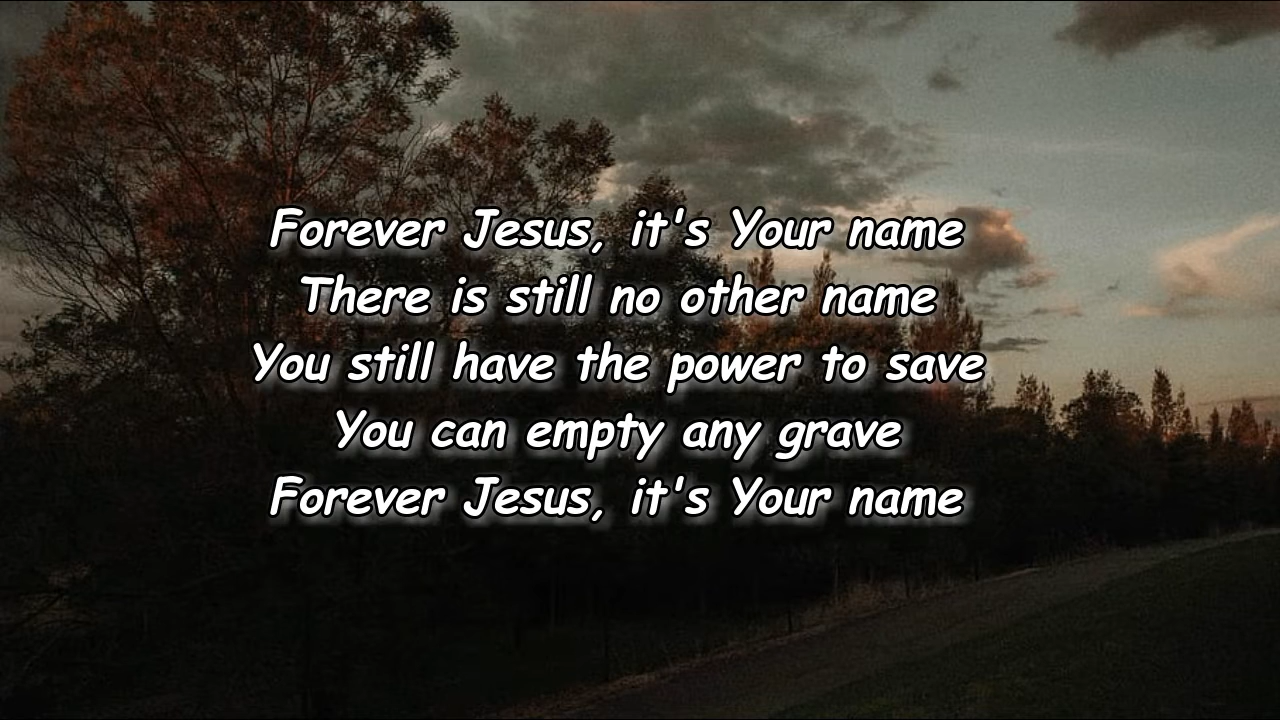 Forever Jesus, it's Your name
There is still no other name
You still have the power to save
You can empty any grave
Forever Jesus, it's Your name